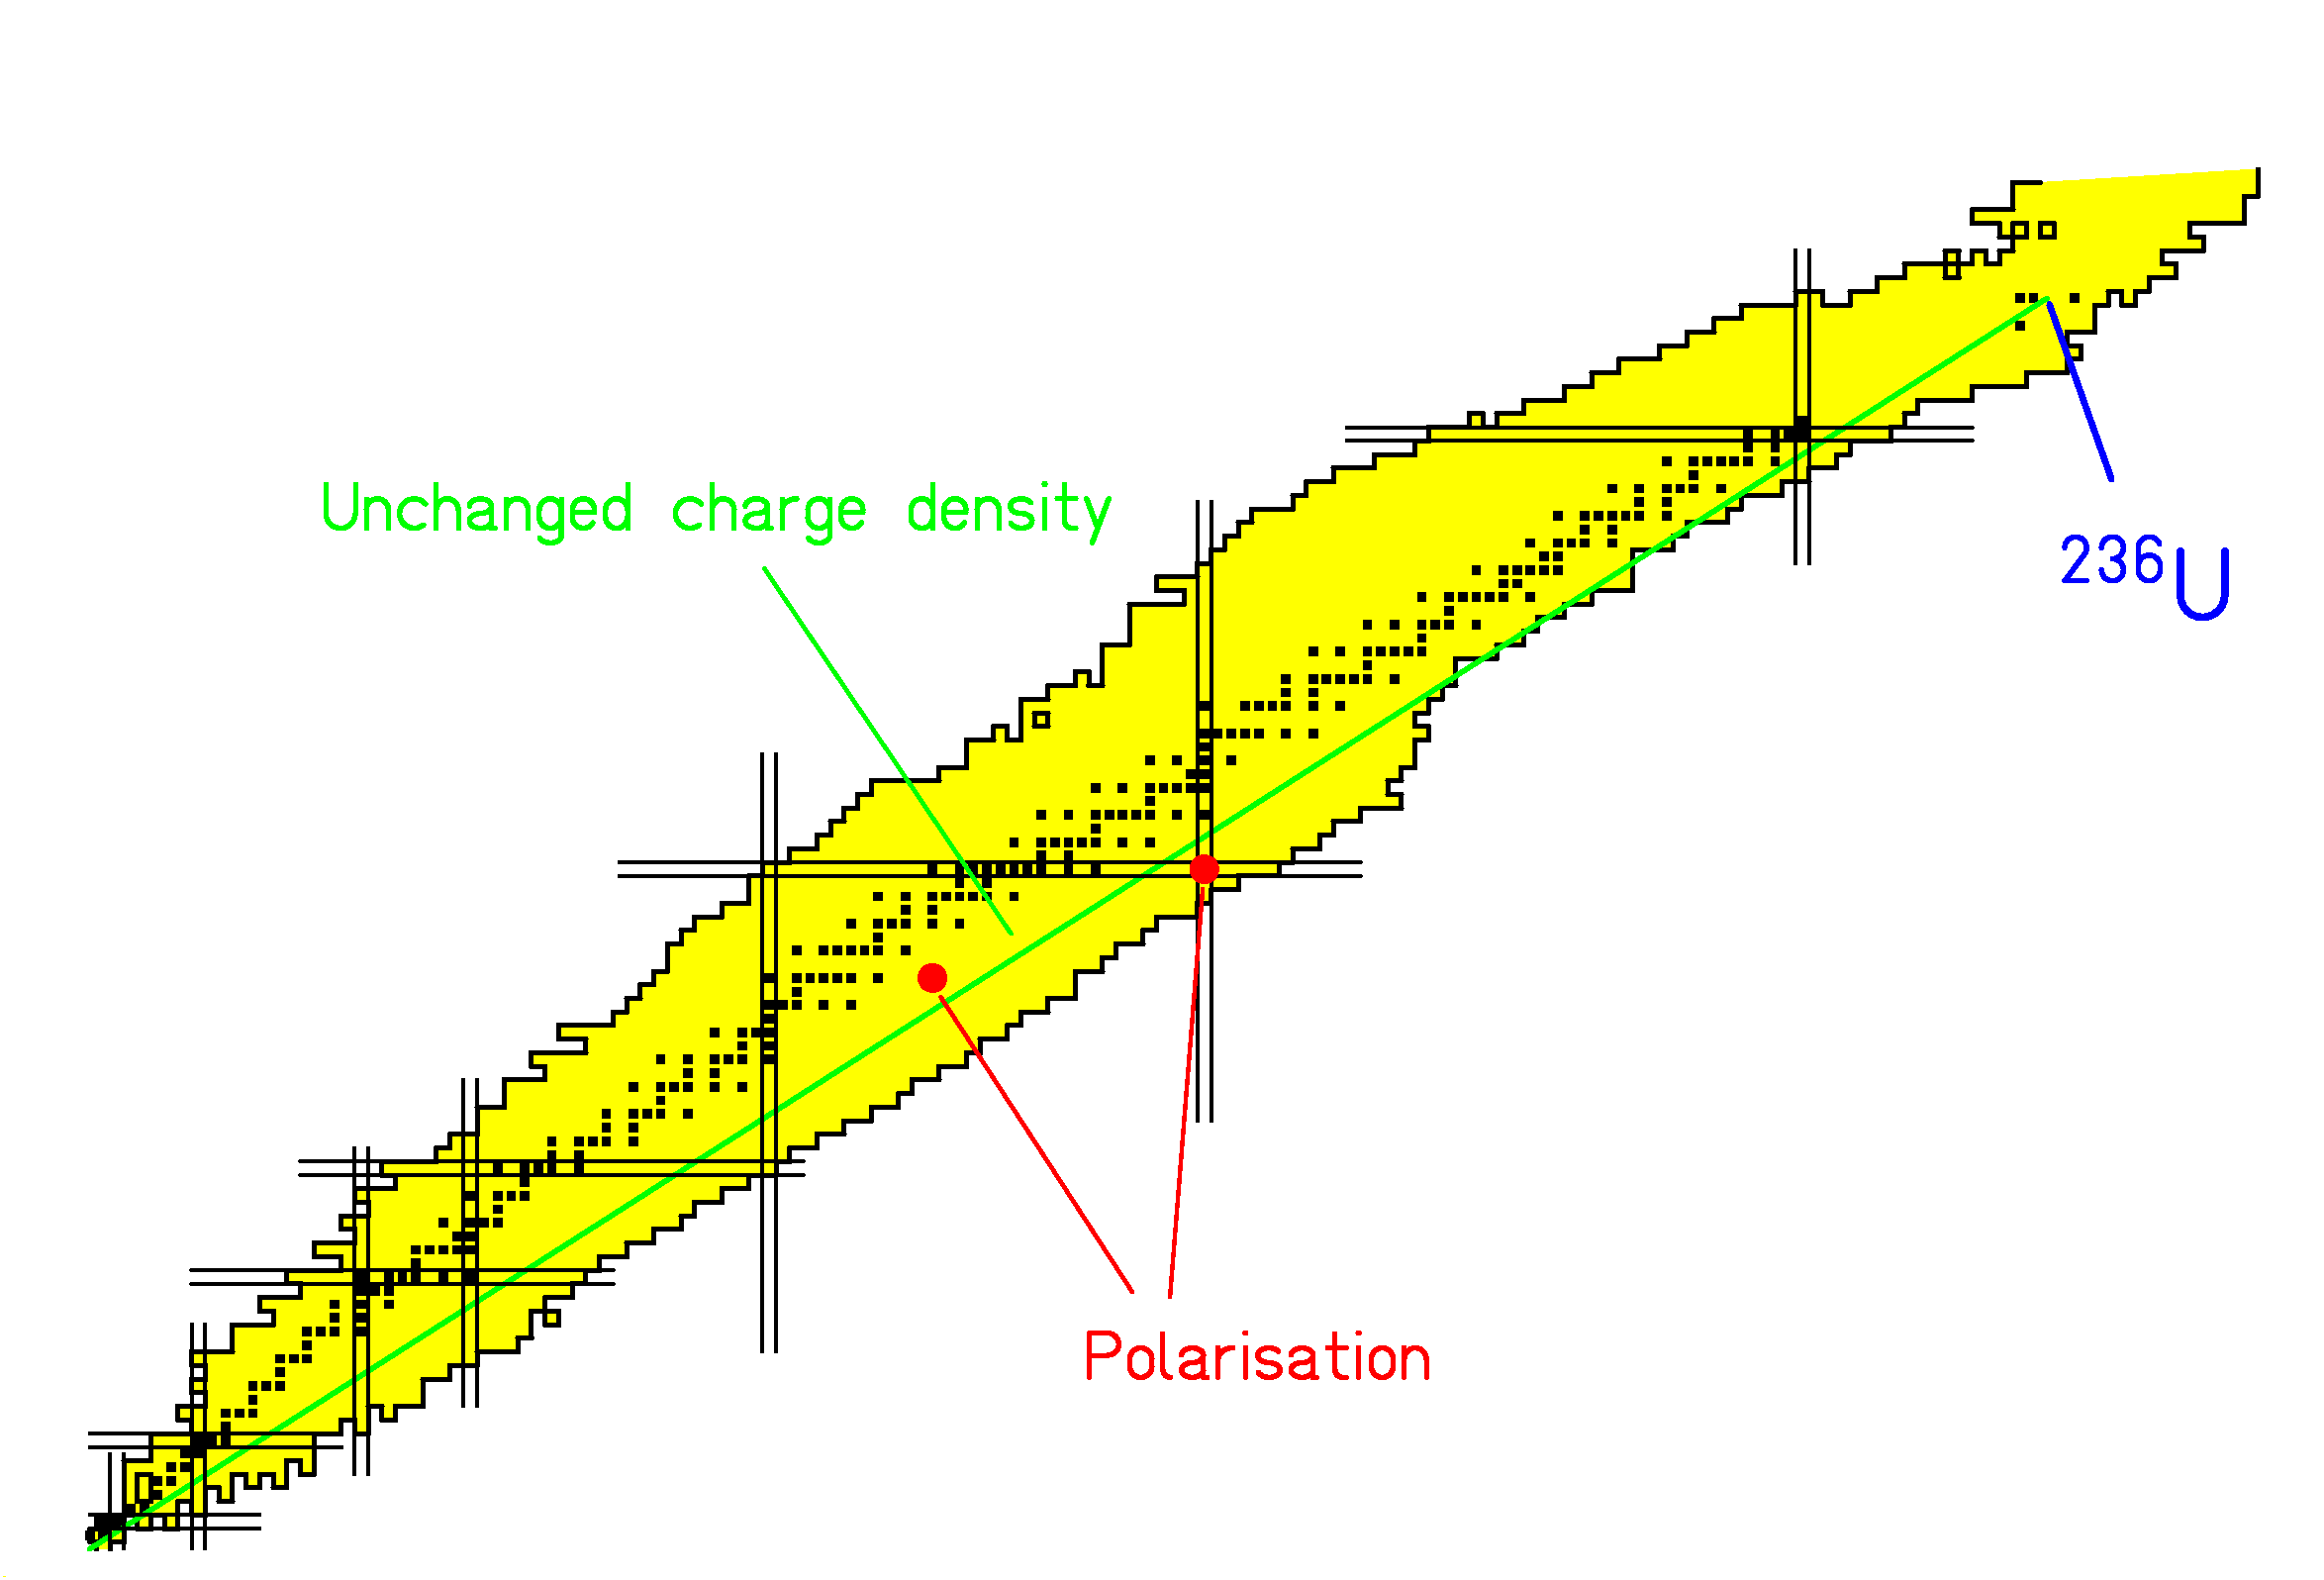 Unchanged charge density
236U
Polarisation